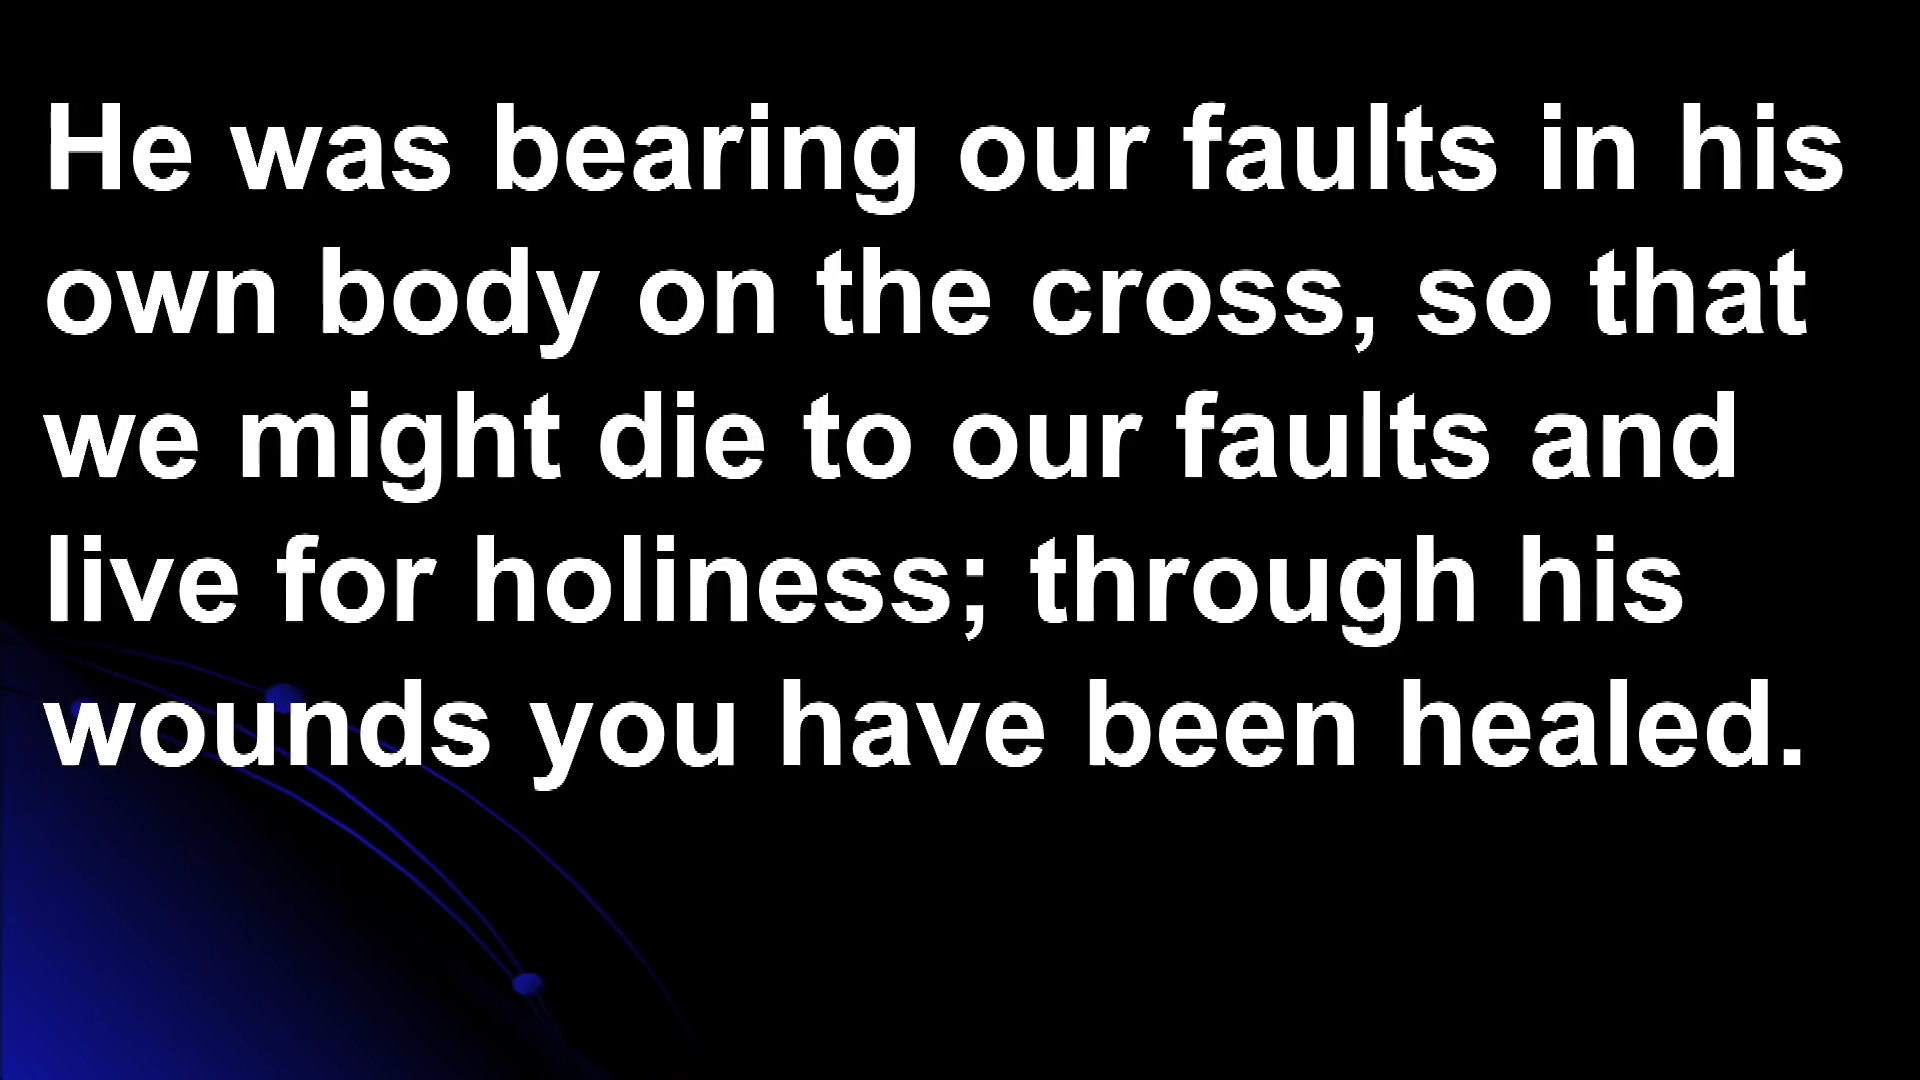 He was bearing our faults in his
own body on the cross, so that
we might die to our faults and
live for holiness; through his
wounds you have been healed.